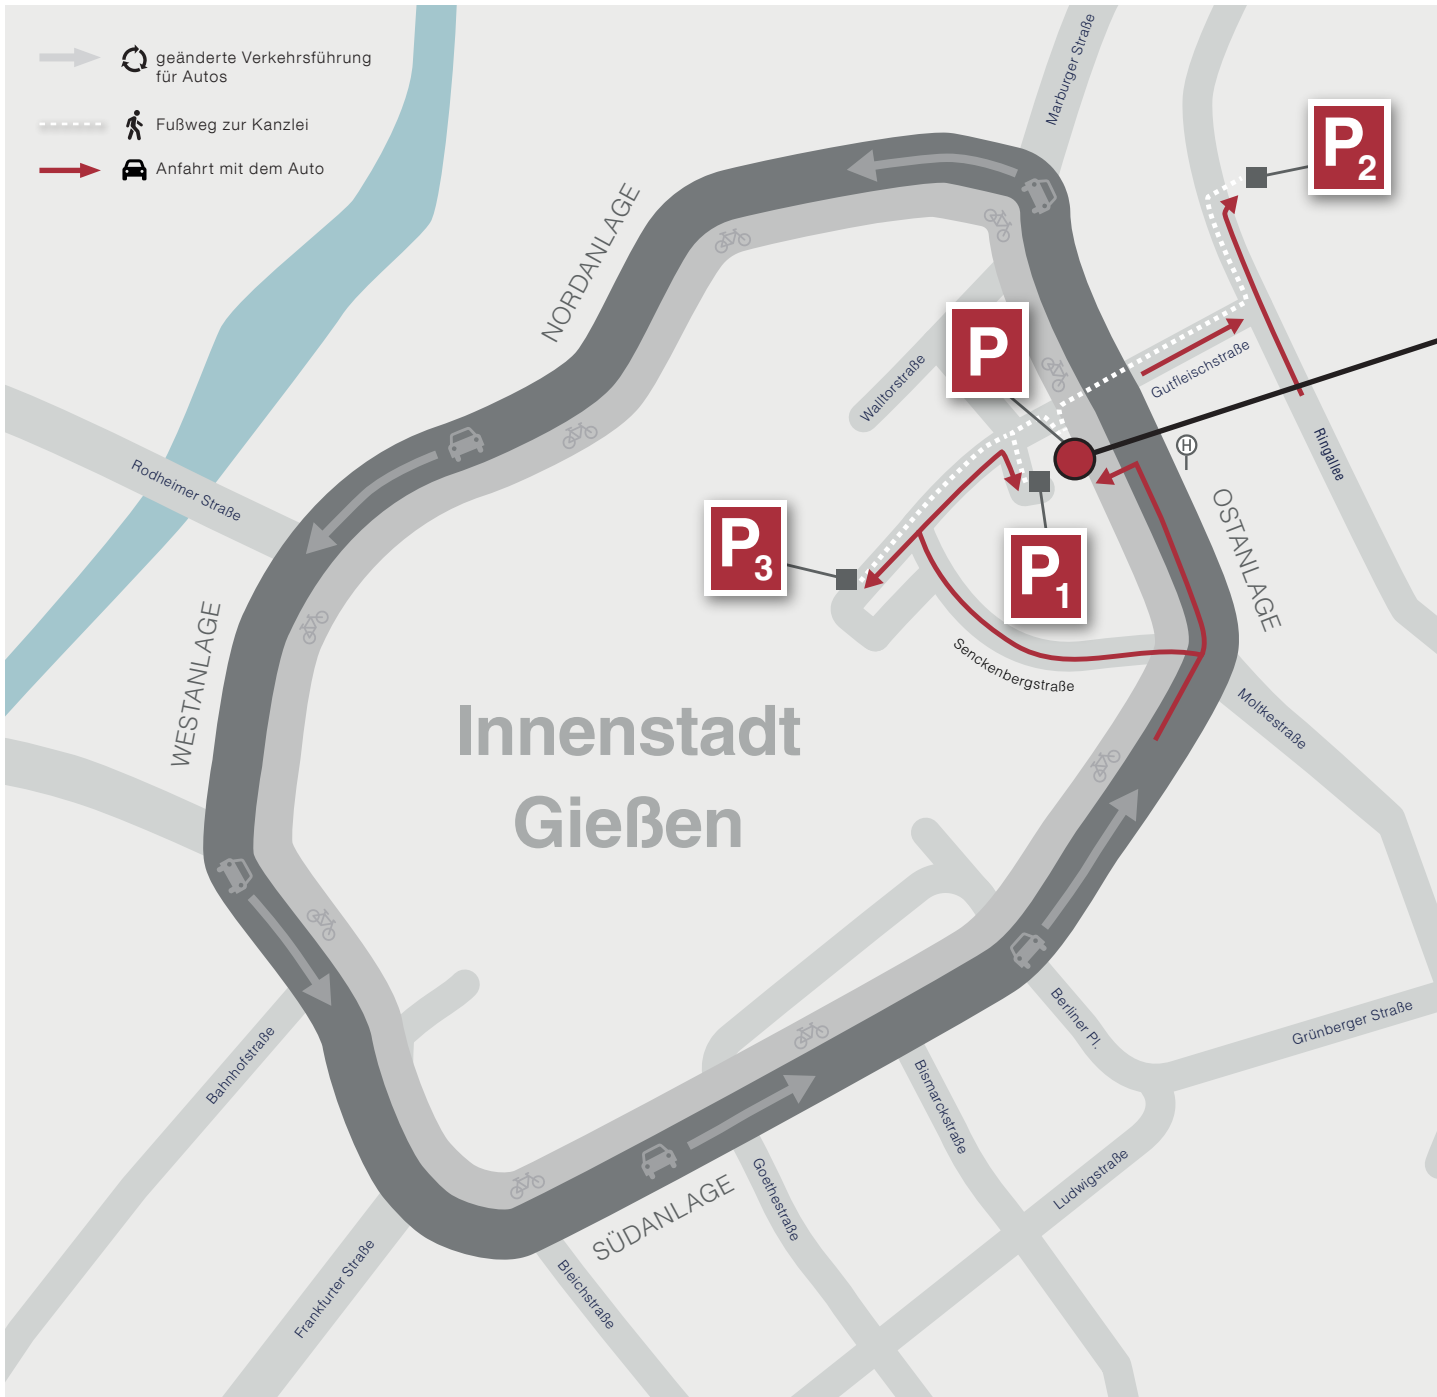 geänderte Verkehrsführung
für Autos
Fußweg zur Kanzlei
Anfahrt mit dem Auto
Marburger Straße
P2
NORDANLAGE
P
Walltorstraße
Gutfleischstraße
Ringallee
H
Rodheimer Straße
OSTANLAGE
P3
P1
WESTANLAGE
Senckenbergstraße
Moltkestraße
Innenstadt
Gießen
Berliner Pl.
Grünberger Straße
Bahnhofstraße
Bismarckstraße
Ludwigstraße
Goethestraße
SÜDANLAGE
Frankfurter Straße
Bleichstraße